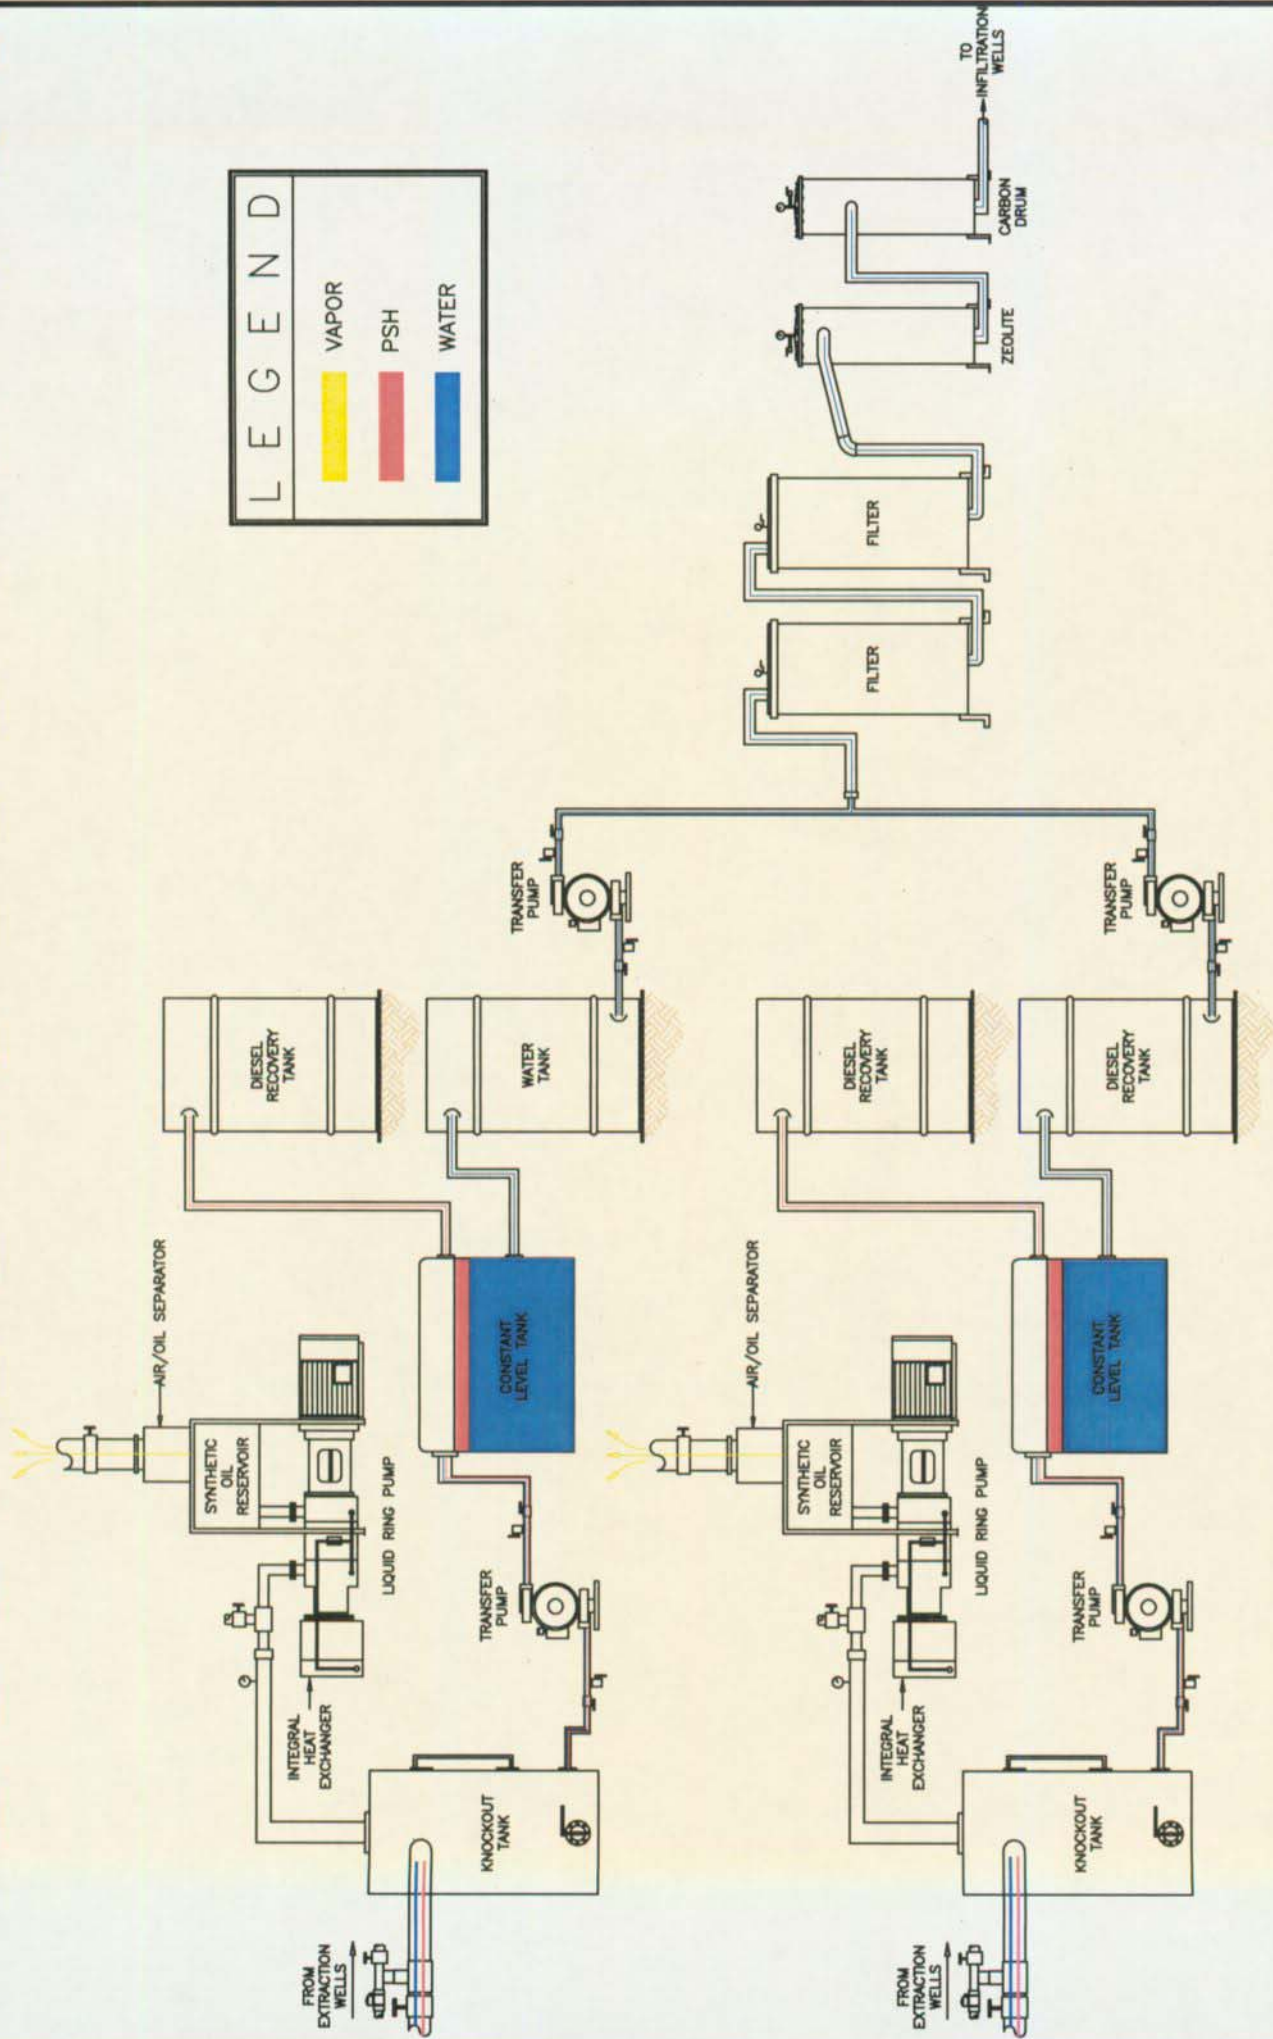 LEGEND
VAPOR
PSH
WATER
AIR/OIL SEPARATOR
SYNTHETIC
OIL
RESERVOIR
LIQUID RING PUMP
INTEGRAL
HEAT
EXCHANGER
FROM
EXTRACTION
WELLS
KNOCKOUT
TANK
TRANSFER
PUMP
CONSTANT
LEVEL TANK
DIESEL
RECOVERY
TANK
WATER
TANK
TRANSFER
PUMP
FILTER
FILTER
ZEOLITE
CARBON
DRUM
TO
INFILTRATION
WELLS
AIR/OIL SEPARATOR
SYNTHETIC
OIL
RESERVOIR
LIQUID RING PUMP
INTEGRAL
HEAT
EXCHANGER
FROM
EXTRACTION
WELLS
KNOCKOUT
TANK
TRANSFER
PUMP
CONSTANT
LEVEL TANK
DIESEL
RECOVERY
TANK
DIESEL
RECOVERY
TANK
TRANSFER
PUMP